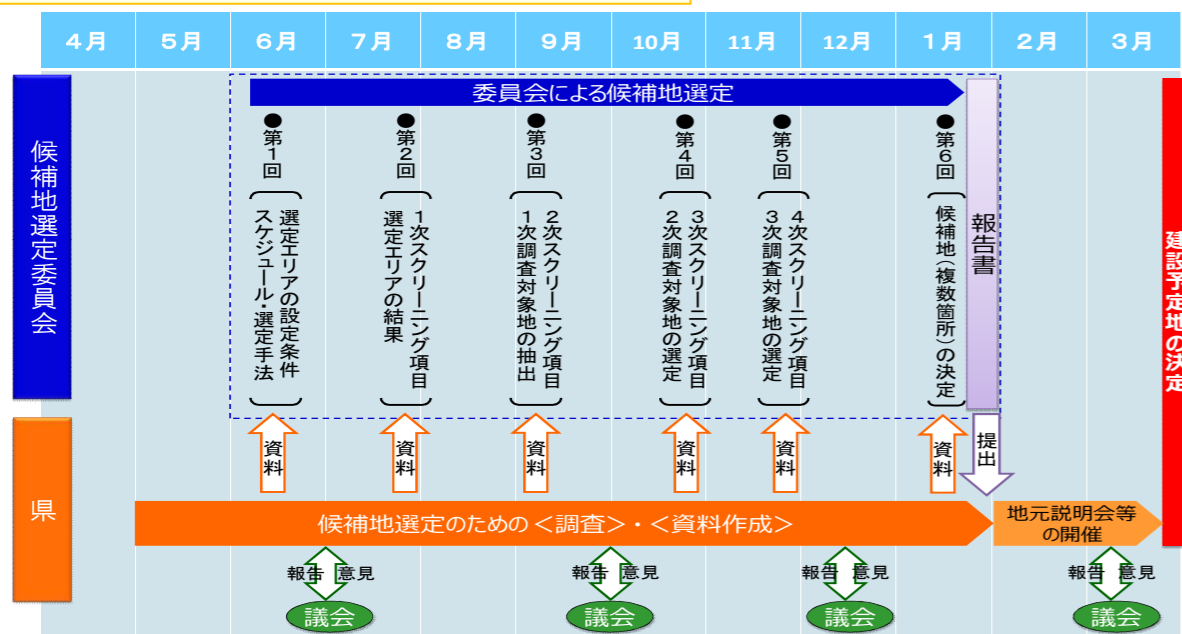 4月 5月 6月 7月 8月 9月 10月 11月 12月 1月 2月 3月
候補地選定委員会
委員会による候補地選定
●第1回
選定エリアの設定条件
スケジュール・選定手法
●第2回
1次スクリーニング項目
選定エリアの結果
●第3回
2次スクリーニング項目
1次調査対象地の抽出
●第4回
3次スクリーニング項目
2次調査対象地の選定
●第5回
4次スクリーニング項目
3次調査対象地の選定
●第6回
候補地(複数箇所)の決定
報告書
建設予定地の決定
資料
資料
資料
資料
資料
資料
提出
県
候補地選定のための<調査>・<資料作成>
地元説明会等
の開催
報告 意見
議会
報告 意見
議会
報告 意見
議会
報告 意見
議会